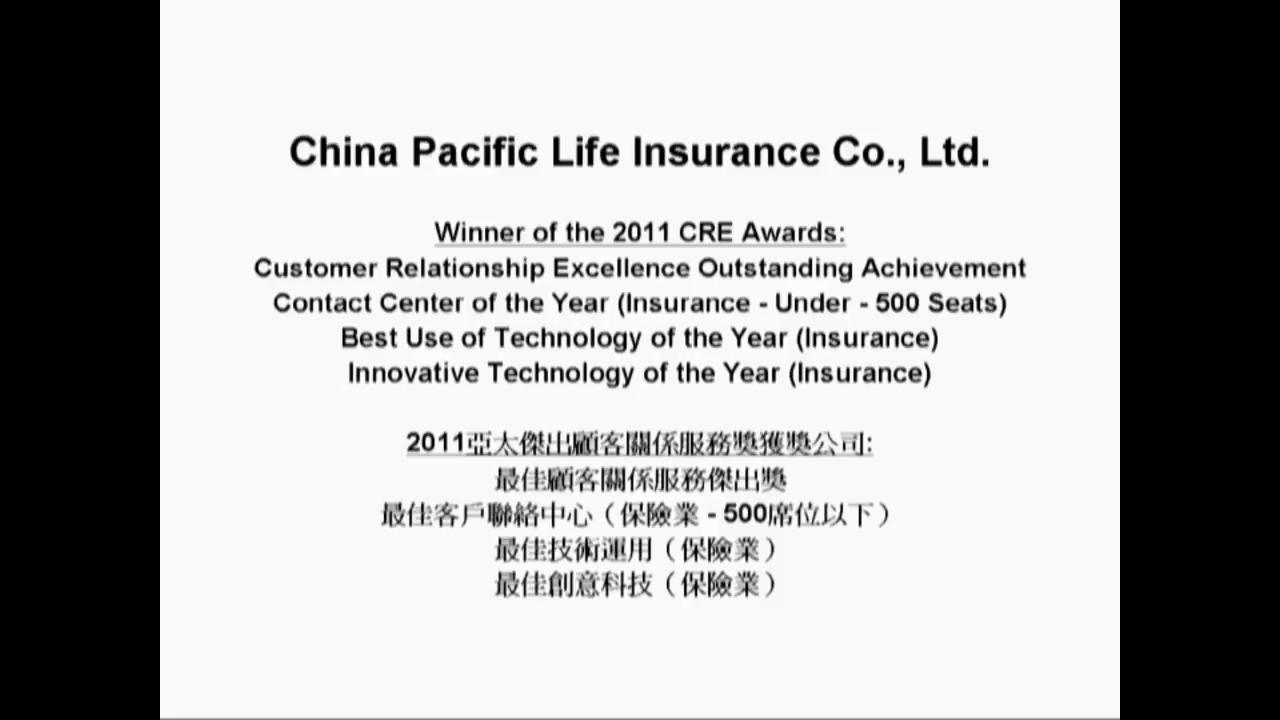 China Pacific Life Insurance Co., Ltd.
Winner of the 2011 CRE Awards:
Customer Relationship Excellence Outstanding Achievement
Contact Center of the Year (Insurance - Under - 500 Seats)
Best Use of Technology of the Year (Insurance)
Innovative Technology of the Year (Insurance)
2011亞太傑出顧客關係服務獎獲獎公司:
最佳顧客關係服務傑出獎
最佳客戶聯絡中心（保險業 - 500席位以下）
最佳技術運用（保險業）
最佳創意科技（保險業）